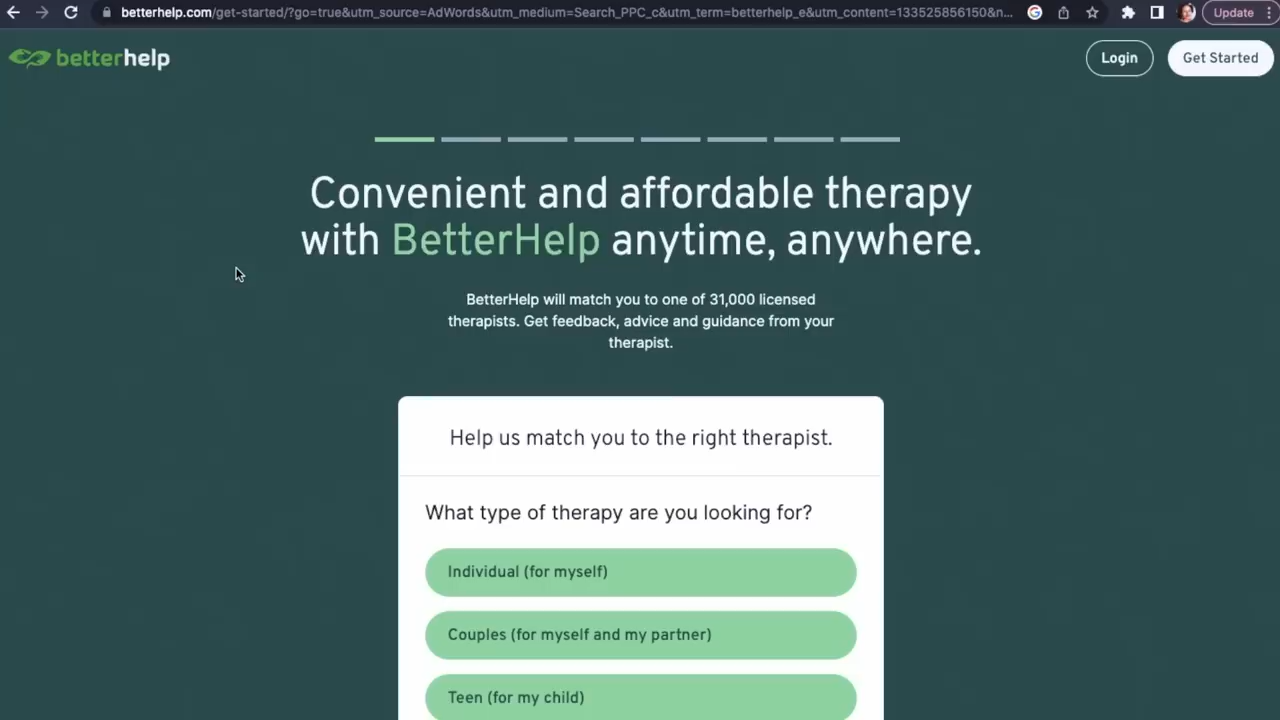 betterhelp.com/get-started/?go=true&utm_source=AdWords&utm_medium=Search_PPC_c&utm_term=betterhelp_e&utm_content=133525856150&n...
Update
betterhelp
Login
Get Started
Convenient and affordable therapy
with BetterHelp anytime, anywhere.
BetterHelp will match you to one of 31,000 licensed
therapists. Get feedback, advice and guidance from your
therapist.
Help us match you to the right therapist.
What type of therapy are you looking for?
Individual (for myself)
Couples (for myself and my partner)
Teen (for my child)